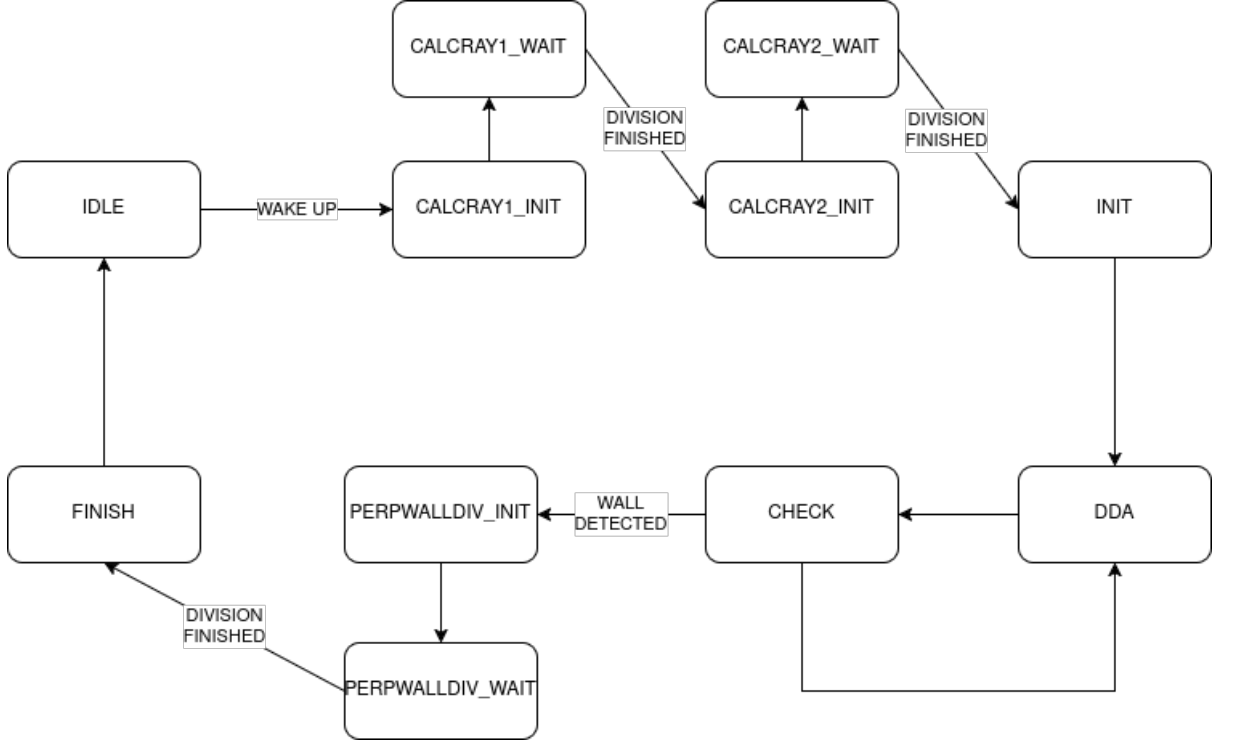 CALCRAY1_WAIT
CALCRAY2_WAIT
DIVISION
FINISHED
DIVISION
FINISHED
IDLE
WAKE UP
CALCRAY1_INIT
CALCRAY2_INIT
INIT
FINISH
PERPWALLDIV_INIT
WALL
DETECTED
CHECK
DDA
DIVISION
FINISHED
PERPWALLDIV_WAIT